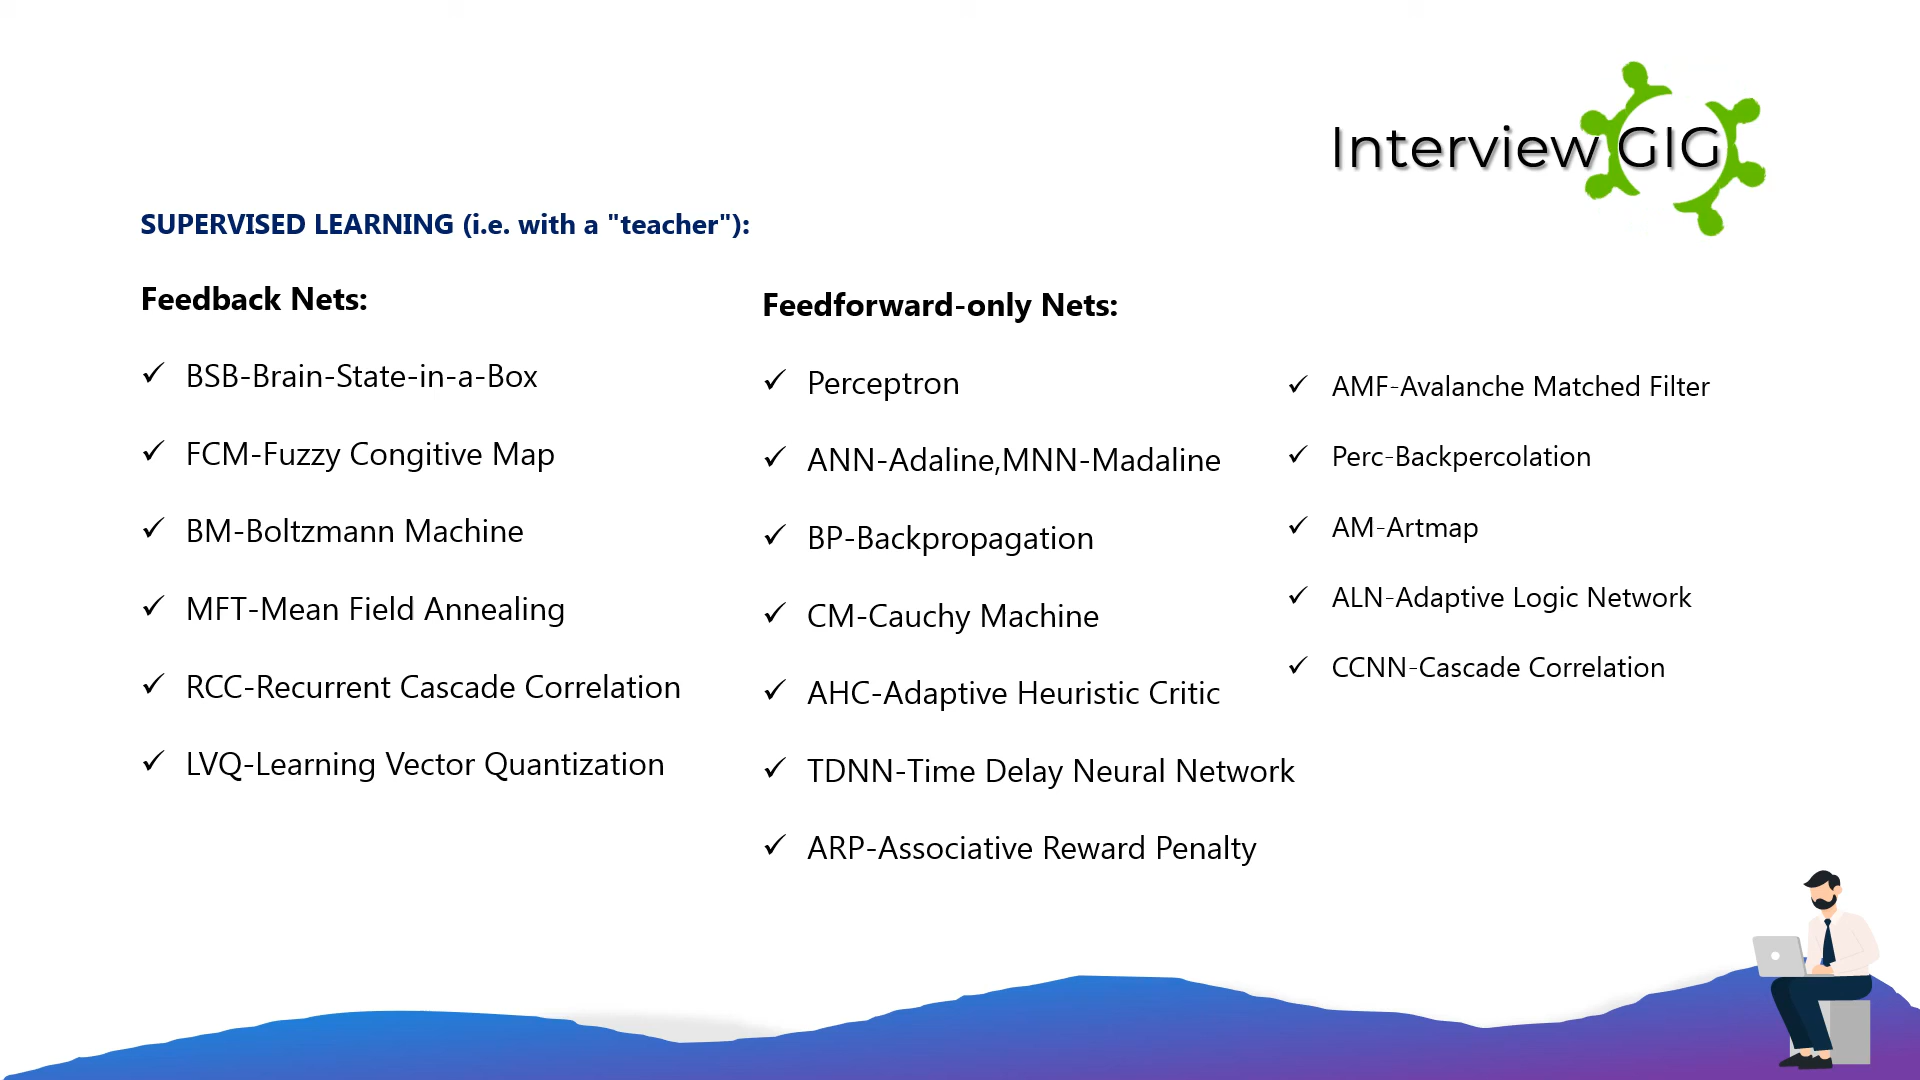 Interview GIG
SUPERVISED LEARNING (i.e. with a "teacher"):
Feedback Nets:
✓ BSB-Brain-State-in-a-Box
✓ FCM-Fuzzy Congitive Map
✓ BM-Boltzmann Machine
✓ MFT-Mean Field Annealing
✓ RCC-Recurrent Cascade Correlation
✓ LVQ-Learning Vector Quantization
Feedforward-only Nets:
✓ Perceptron
✓ ANN-Adaline,MNN-Madaline
✓ BP-Backpropagation
✓ CM-Cauchy Machine
✓ AHC-Adaptive Heuristic Critic
✓ TDNN-Time Delay Neural Network
✓ ARP-Associative Reward Penalty
✓ AMF-Avalanche Matched Filter
✓ Perc-Backpercolation
✓ AM-Artmap
✓ ALN-Adaptive Logic Network
✓ CCNN-Cascade Correlation